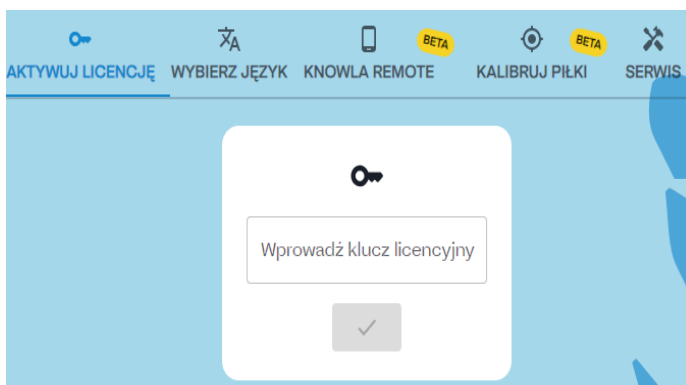 BETA BETA
AKTYWUJ LICENCJĘ WYBIERZ JĘZYK KNOWLA REMOTE KALIBRUJ PIŁKI SERWIS
Wprowadź klucz licencyjny